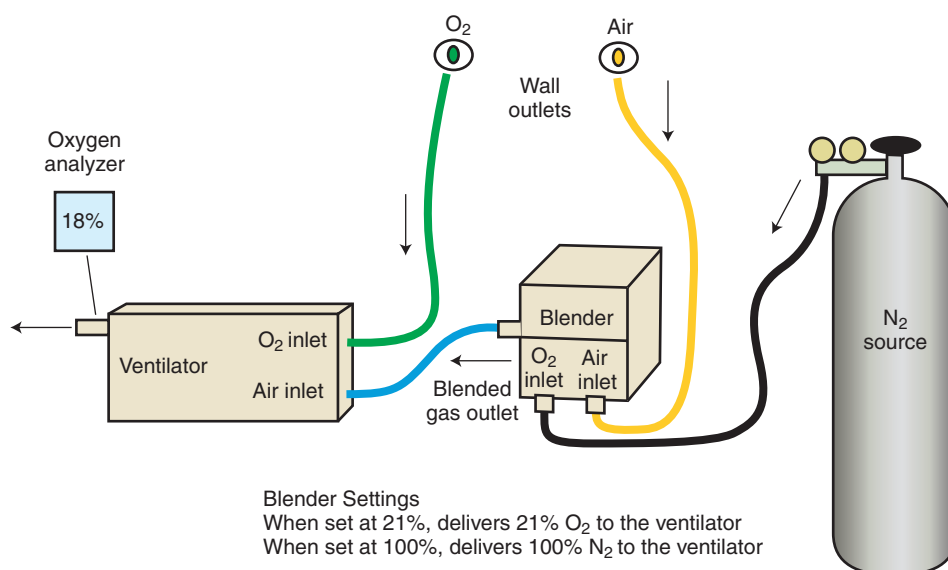 O₂
Air
Wall
outlets
Oxygen
analyzer
18%
Ventilator
O₂ inlet
Air inlet
Blender
O₂
inlet
Air
inlet
Blended
gas outlet
N₂
source
Blender Settings
When set at 21%, delivers 21% O₂ to the ventilator
When set at 100%, delivers 100% N₂ to the ventilator